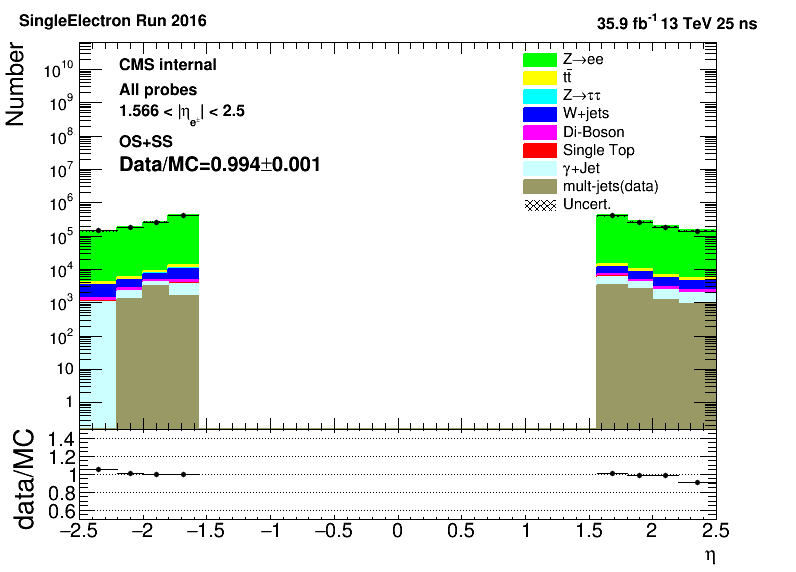 SingleElectron Run 2016
35.9 fb⁻¹ 13 TeV 25 ns
Number
CMS internal
All probes
1.566 < |η_e±| < 2.5
OS+SS
Data/MC=0.994±0.001
Z→ee
tt̄
Z→ττ
W+jets
Di-Boson
Single Top
γ+Jet
mult-jets(data)
Uncert.
10¹⁰
10⁹
10⁸
10⁷
10⁶
10⁵
10⁴
10³
10²
10
1
data/MC
1.4
1.2
1
0.8
0.6
−2.5 −2 −1.5 −1 −0.5 0 0.5 1 1.5 2 2.5
η